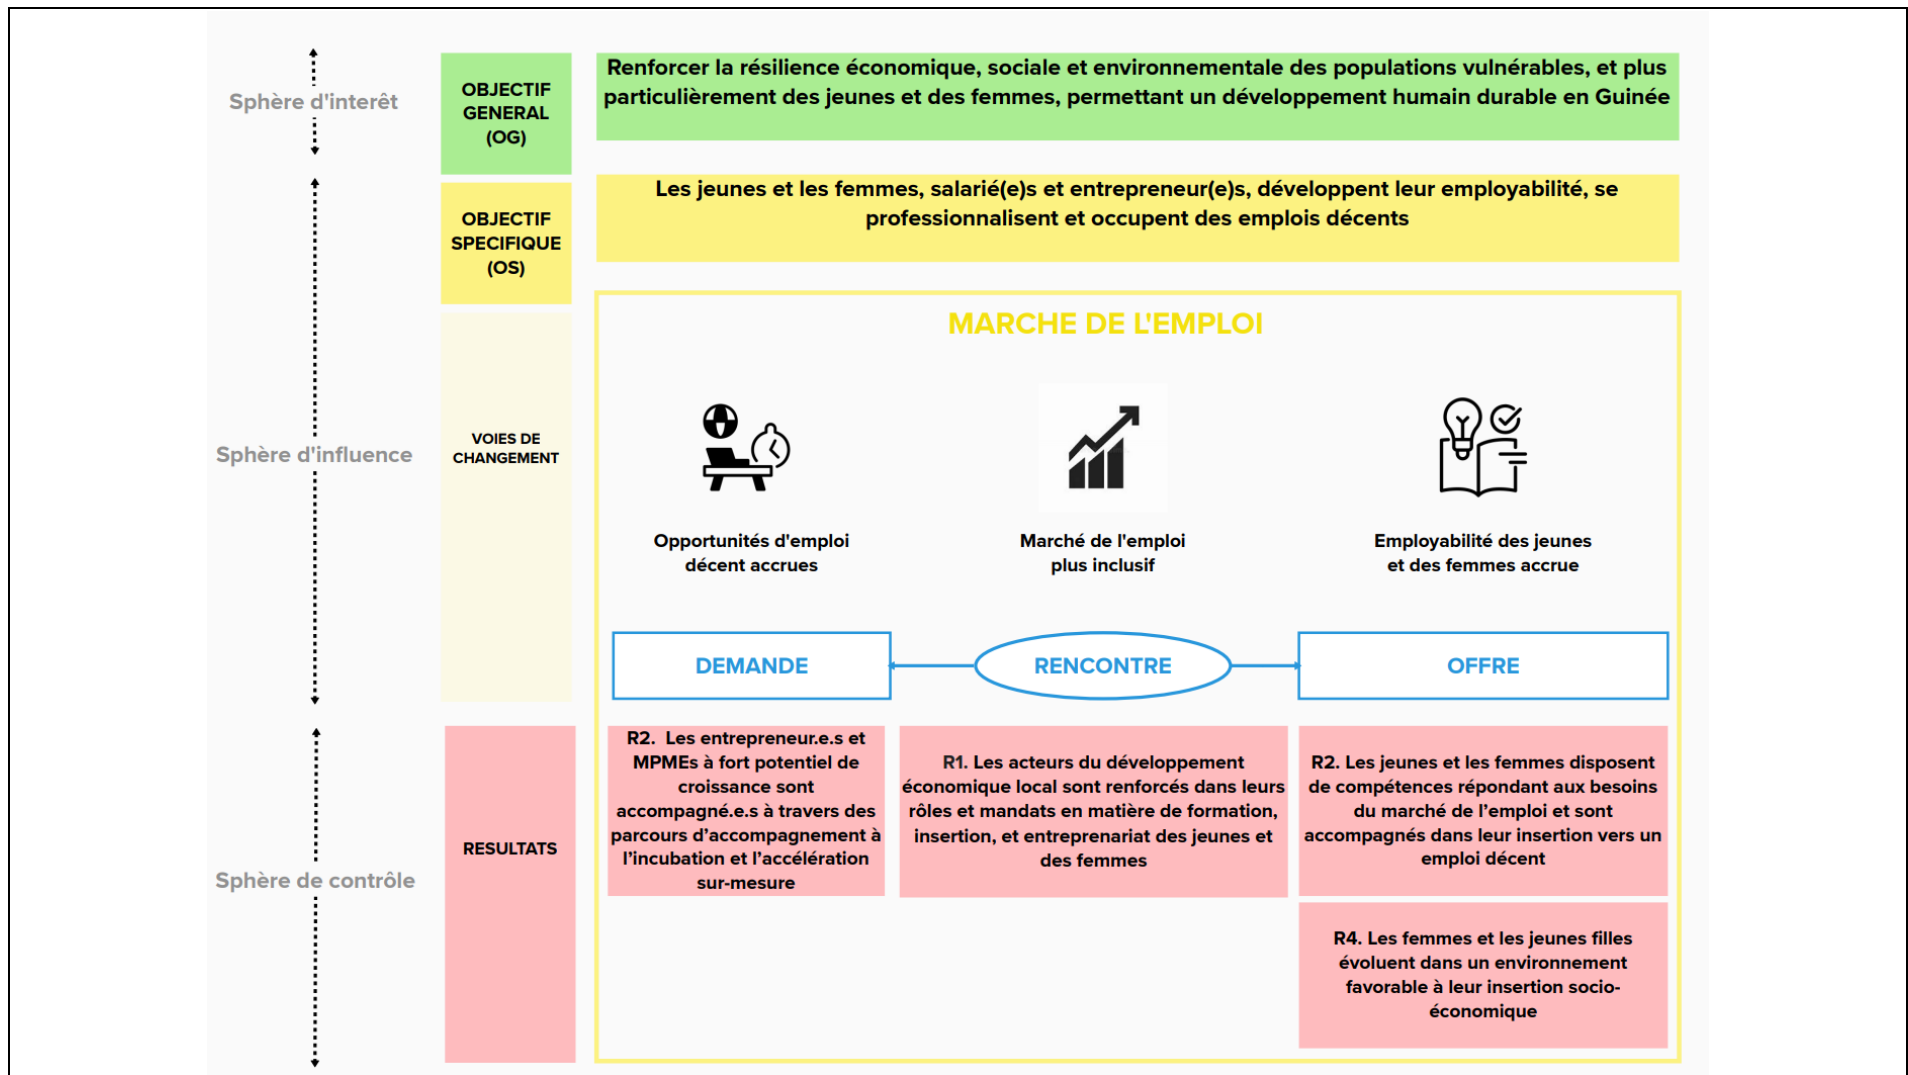 Sphère d'interêt
OBJECTIF
GENERAL
(OG)
Renforcer la résilience économique, sociale et environnementale des populations vulnérables, et plus
particulièrement des jeunes et des femmes, permettant un développement humain durable en Guinée
Sphère d'influence
OBJECTIF
SPECIFIQUE
(OS)
Les jeunes et les femmes, salarié(e)s et entrepreneur(e)s, développent leur employabilité, se
professionnalisent et occupent des emplois décents
VOIES DE
CHANGEMENT
MARCHE DE L'EMPLOI
Opportunités d'emploi
décent accrues
Marché de l'emploi
plus inclusif
Employabilité des jeunes
et des femmes accrue
DEMANDE
RENCONTRE
OFFRE
Sphère de contrôle
RESULTATS
R2. Les entrepreneur.e.s et
MPMEs à fort potentiel de
croissance sont
accompagné.e.s à travers des
parcours d'accompagnement à
l'incubation et l'accélération
sur-mesure
R1. Les acteurs du développement
économique local sont renforcés dans leurs
rôles et mandats en matière de formation,
insertion, et entreprenariat des jeunes et
des femmes
R2. Les jeunes et les femmes disposent
de compétences répondant aux besoins
du marché de l'emploi et sont
accompagnés dans leur insertion vers un
emploi décent
R4. Les femmes et les jeunes filles
évoluent dans un environnement
favorable à leur insertion socio-
économique